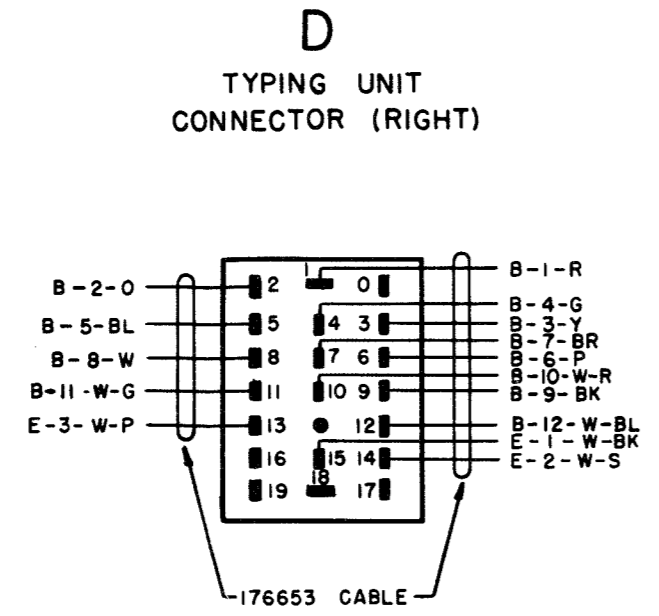 D
TYPING UNIT
CONNECTOR (RIGHT)
B-2-O
B-5-BL
B-8-W
B-11-W-G
E-3-W-P
2 1 0
5 4 3
8 7 6
11 10 9
13 12
16 15 14
19 18 17
B-1-R
B-4-G
B-3-Y
B-7-BR
B-6-P
B-10-W-R
B-9-BK
B-12-W-BL
E-1-W-BK
E-2-W-S
176653 CABLE